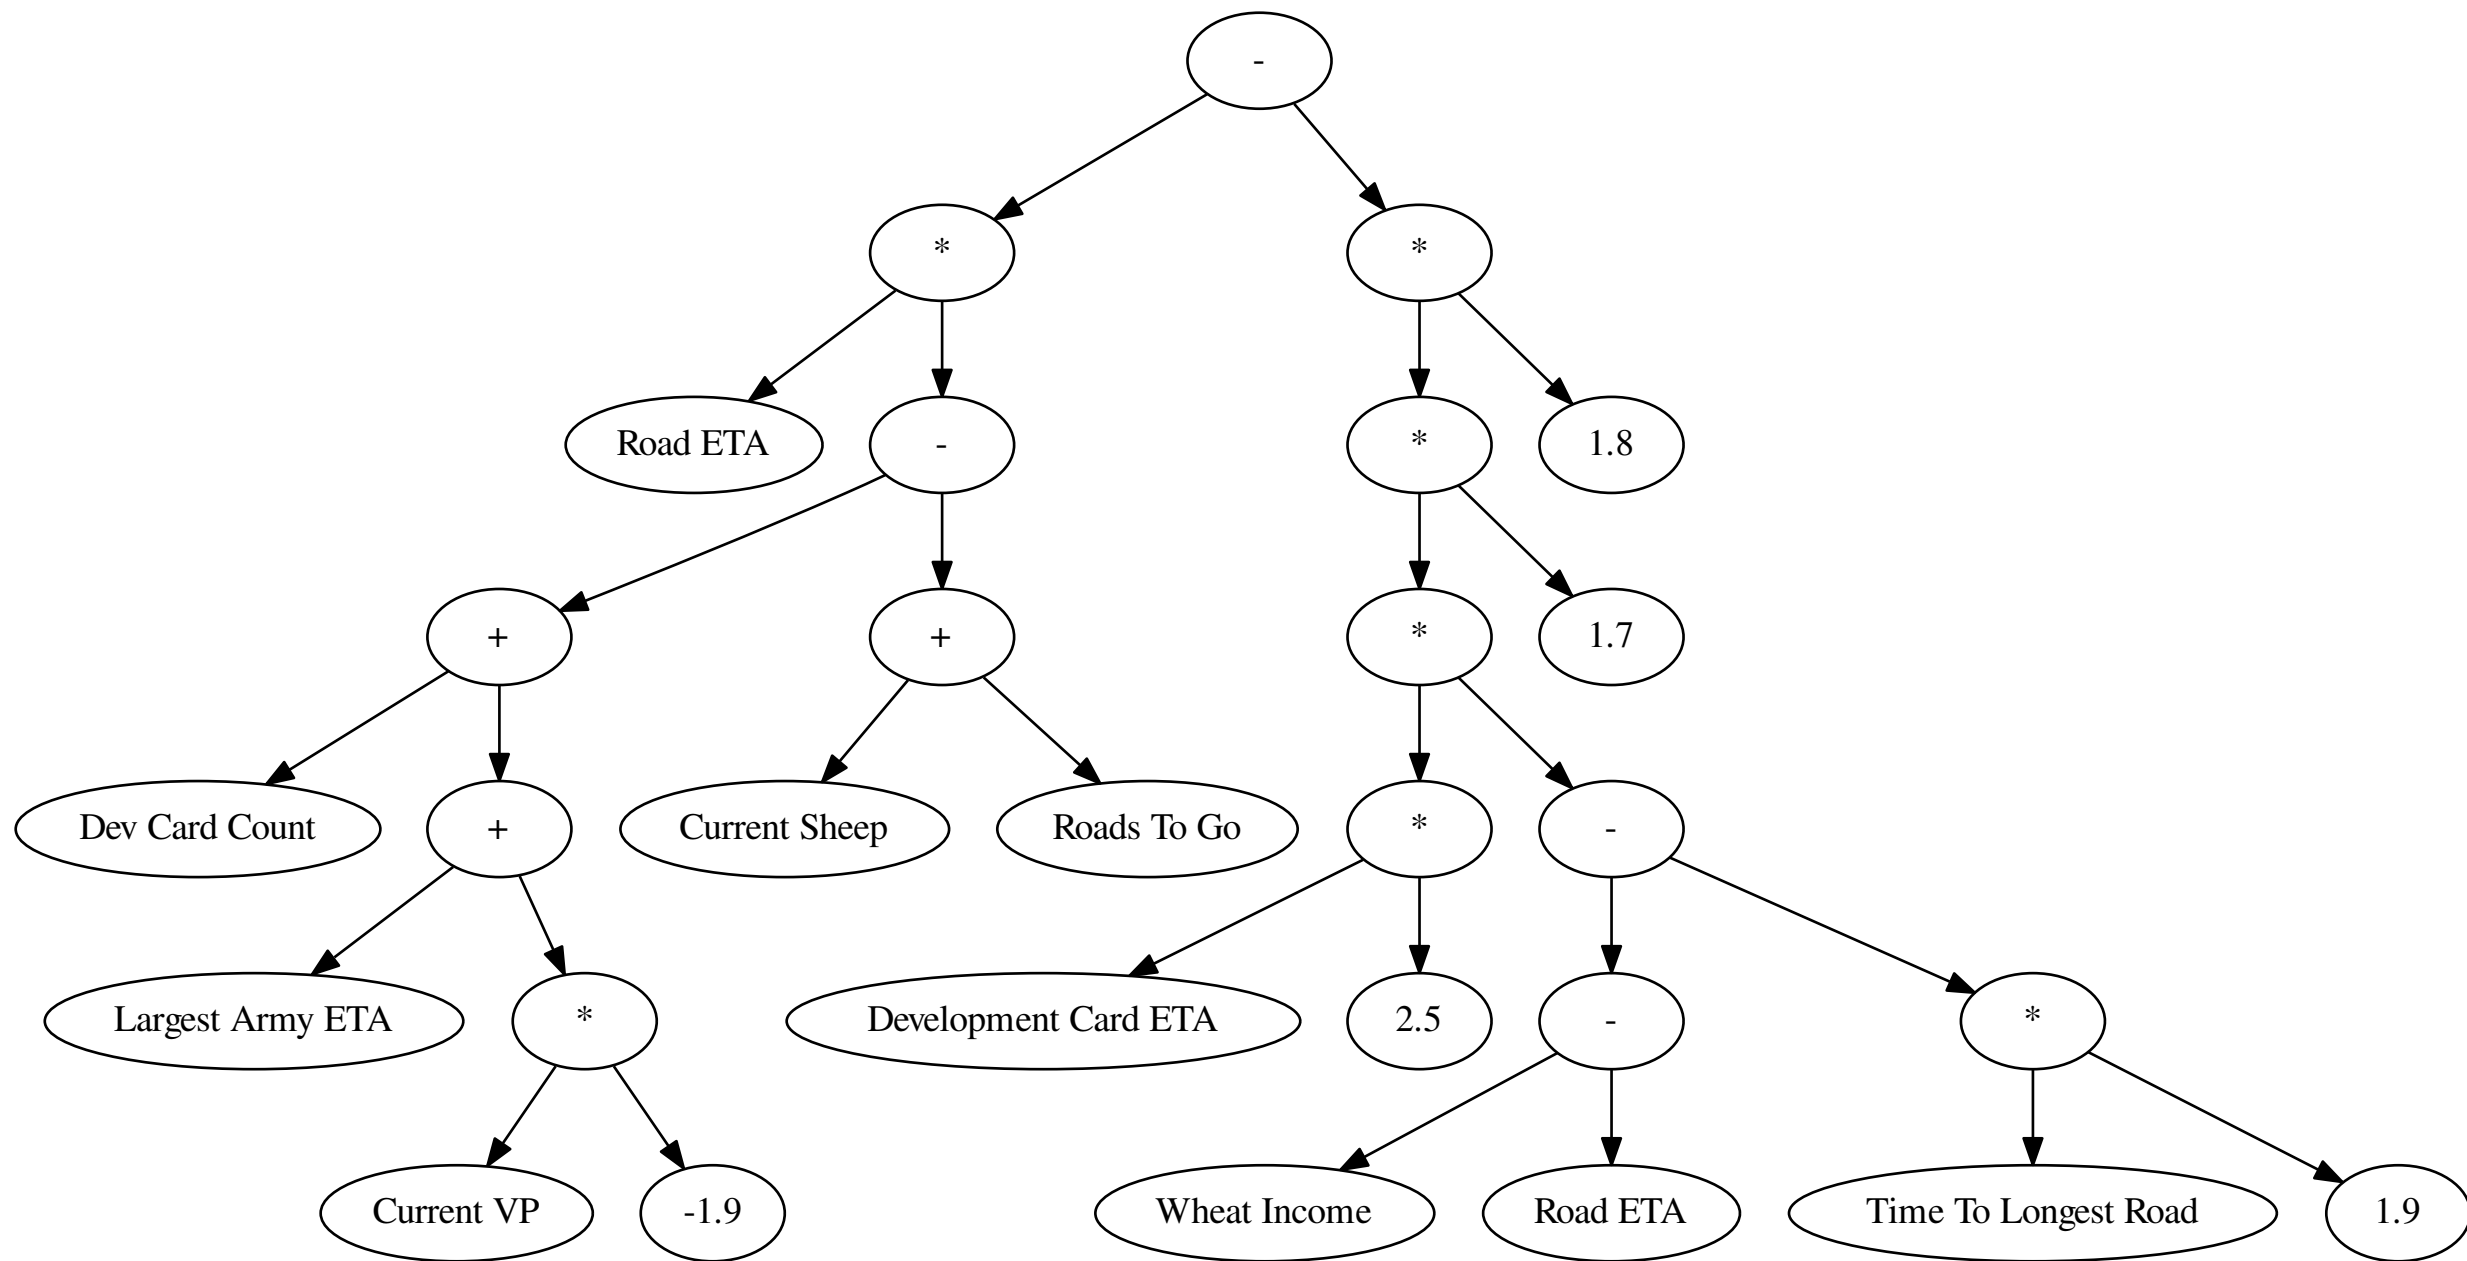 -
*
*
Road ETA
-
*
1.8
+
+
*
1.7
Dev Card Count
+
Current Sheep
Roads To Go
*
-
Largest Army ETA
*
Development Card ETA
2.5
-
*
Current VP
-1.9
Wheat Income
Road ETA
Time To Longest Road
1.9